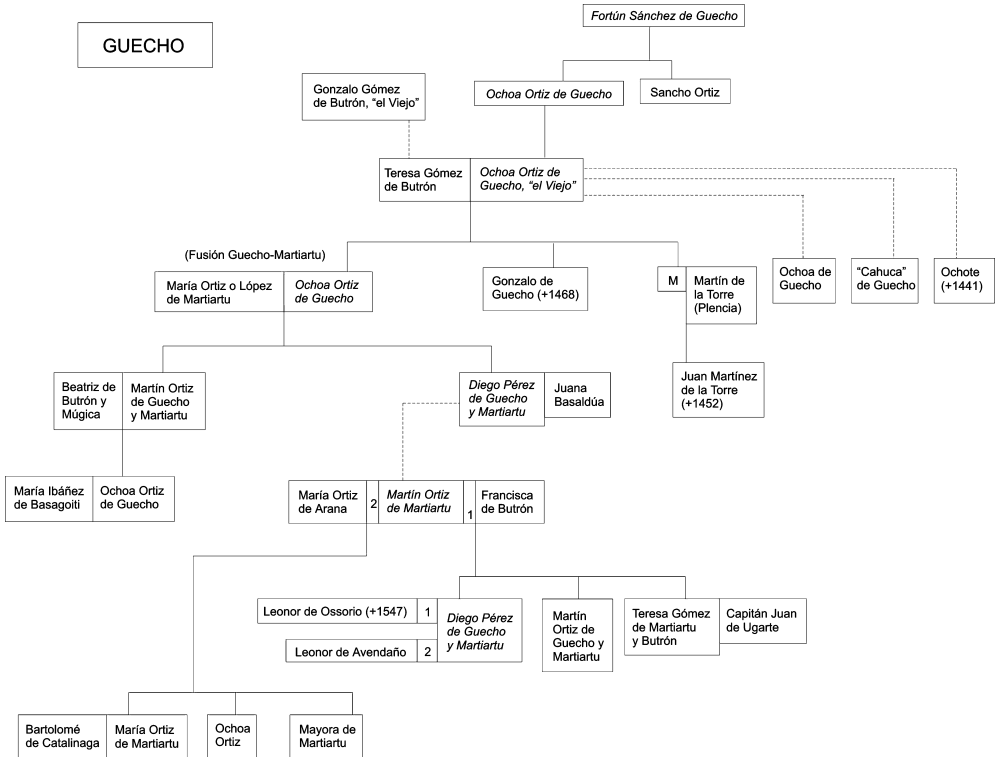 GUECHO
Fortún Sánchez de Guecho
Gonzalo Gómez
de Butrón, "el Viejo"
Ochoa Ortiz de Guecho
Sancho Ortiz
Teresa Gómez
de Butrón
Ochoa Ortiz de
Guecho, "el Viejo"
(Fusión Guecho-Martiartu)
María Ortiz o López
de Martiartu
Ochoa Ortiz
de Guecho
Gonzalo de
Guecho (+1468)
M
Martín de
la Torre
(Plencia)
Ochoa de
Guecho
"Cahuca"
de Guecho
Ochote
(+1441)
Beatriz de
Butrón y
Múgica
Martín Ortiz
de Guecho
y Martiartu
Diego Pérez
de Guecho
y Martiartu
Juana
Basaldúa
Juan Martínez
de la Torre
(+1452)
María Ibáñez
de Basagoiti
Ochoa Ortiz
de Guecho
María Ortiz
de Arana
2
Martín Ortiz
de Martiartu
1
Francisca
de Butrón
Leonor de Ossorio (+1547)
1
Leonor de Avendaño
2
Diego Pérez
de Guecho
y Martiartu
Martín
Ortiz de
Guecho y
Martiartu
Teresa Gómez
de Martiartu
y Butrón
Capitán Juan
de Ugarte
Bartolomé
de Catalinaga
María Ortiz
de Martiartu
Ochoa
Ortiz
Mayora de
Martiartu